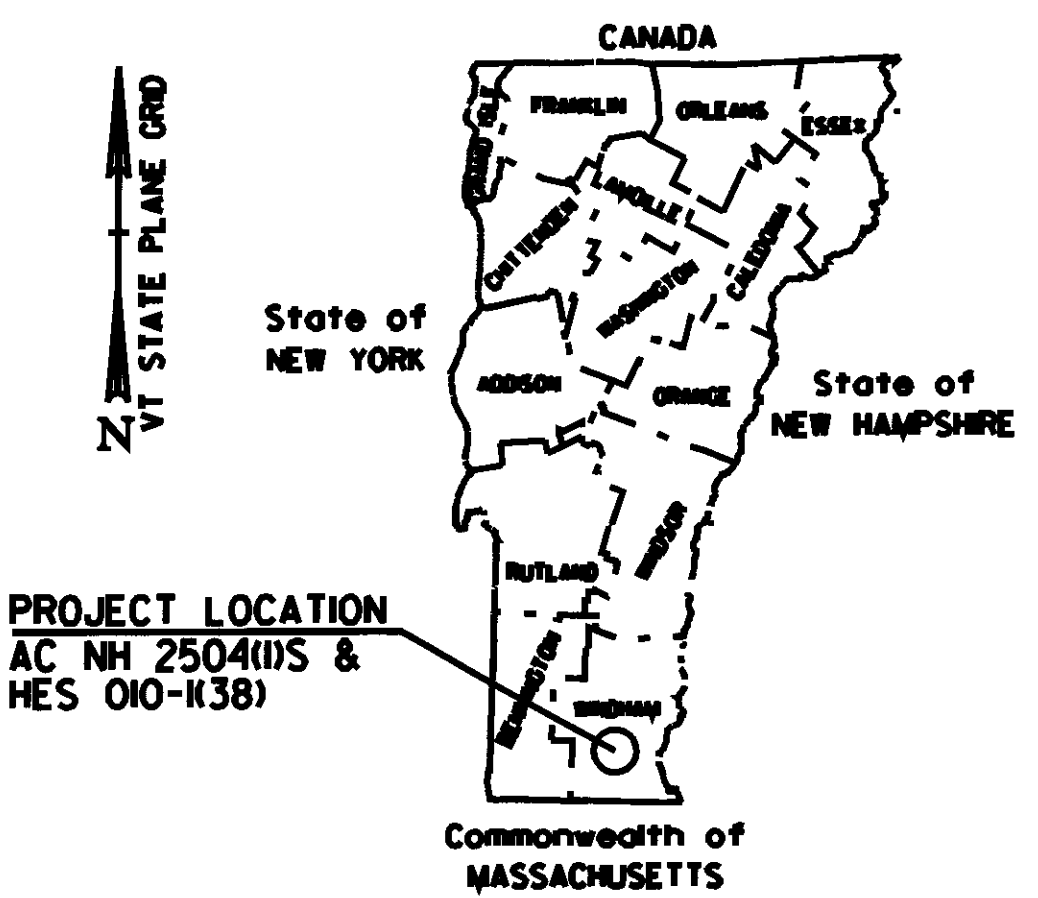 CANADA
VT STATE PLANE GRID
N
GRAND ISLE
FRANKLIN
ORLEANS
ESSEX
LAMOILLE
CHITTENDEN
CALEDONIA
WASHINGTON
State of
NEW YORK
ADDISON
ORANGE
State of
NEW HAMPSHIRE
WINDSOR
RUTLAND
PROJECT LOCATION
AC NH 2504(1)S &
HES 010-1(38)
BENNINGTON
WINDHAM
Commonwealth of
MASSACHUSETTS